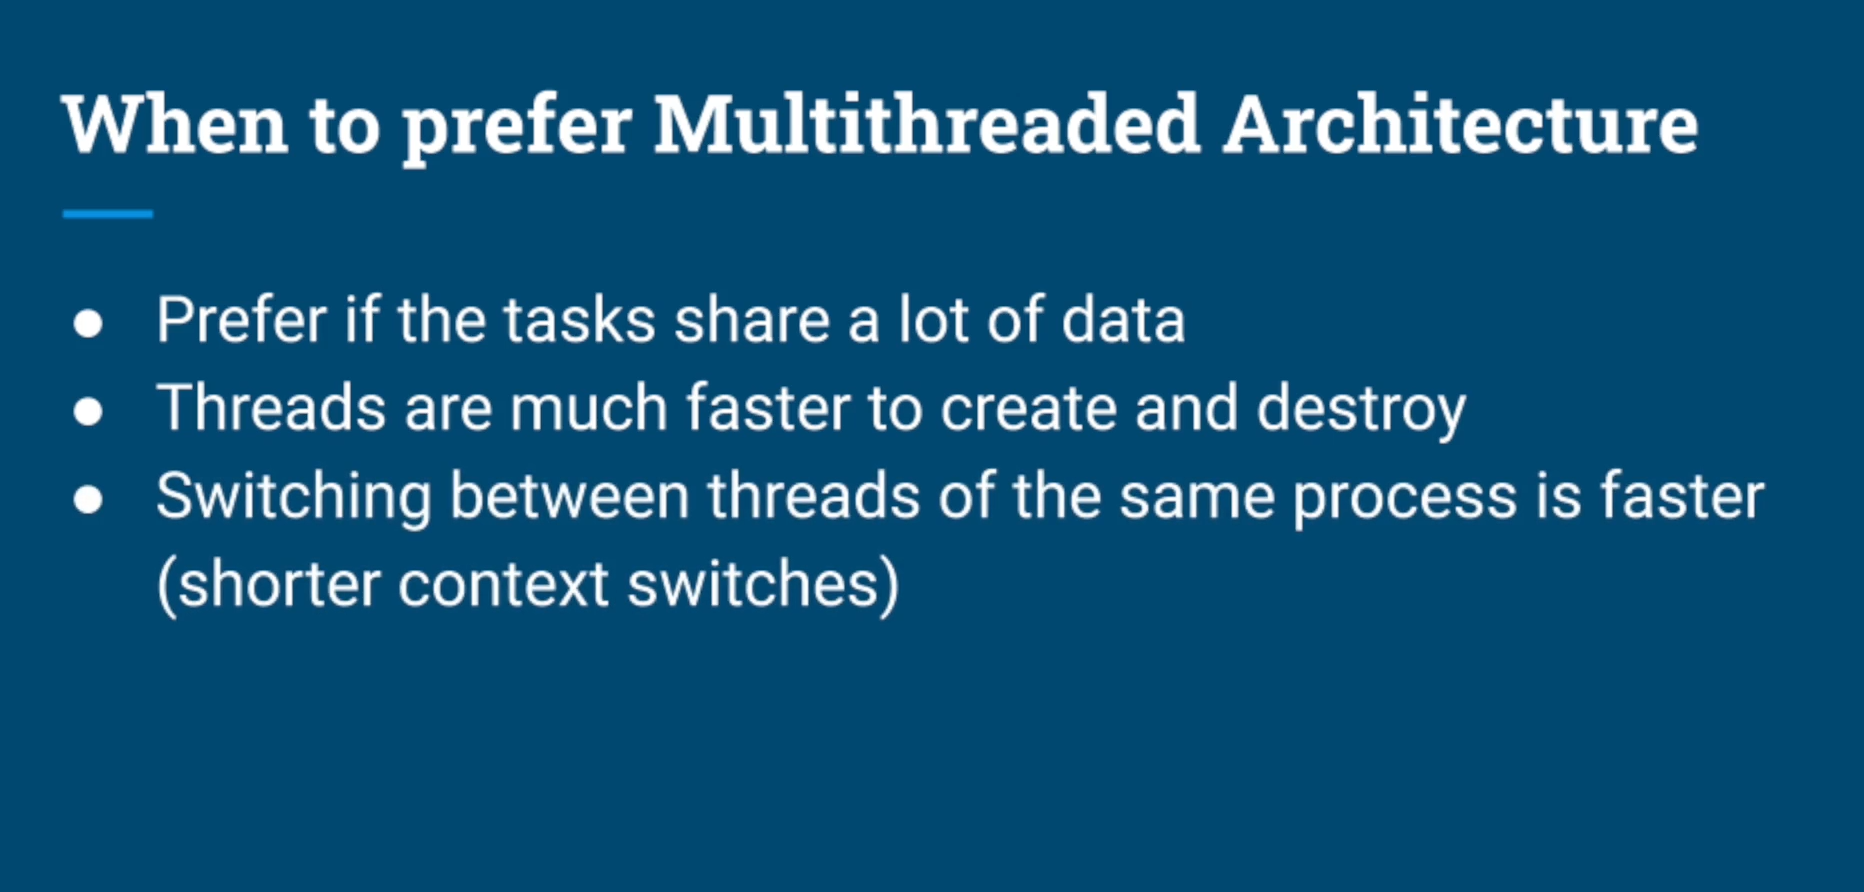 When to prefer Multithreaded Architecture
● Prefer if the tasks share a lot of data
● Threads are much faster to create and destroy
● Switching between threads of the same process is faster
(shorter context switches)